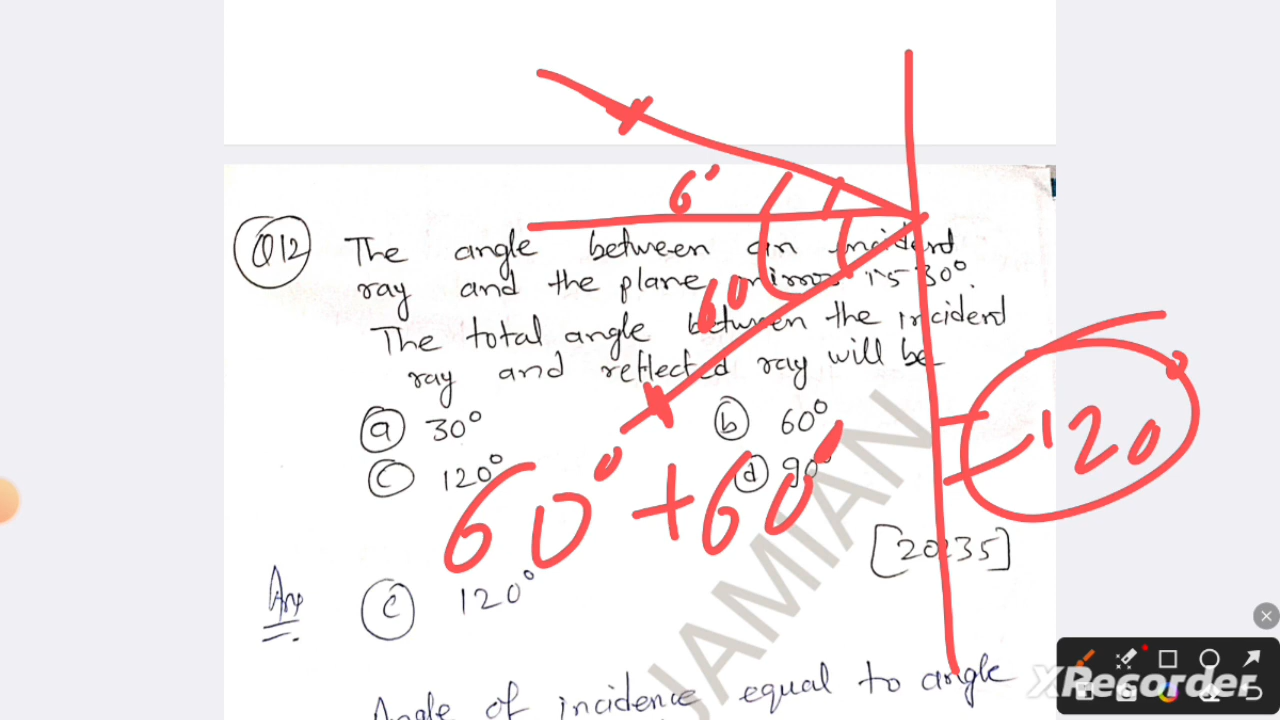 6°
Q12 The angle between an incident
ray and the plane mirror is 30°.
60
The total angle between the incident
ray and reflected ray will be
(a) 30° (b) 60°
(c) 120° (d) 90°
60° + 60° = 120°
[2023S]
Ans (c) 120°
Angle of incidence equal to angle
JAMIAN
XRecorder